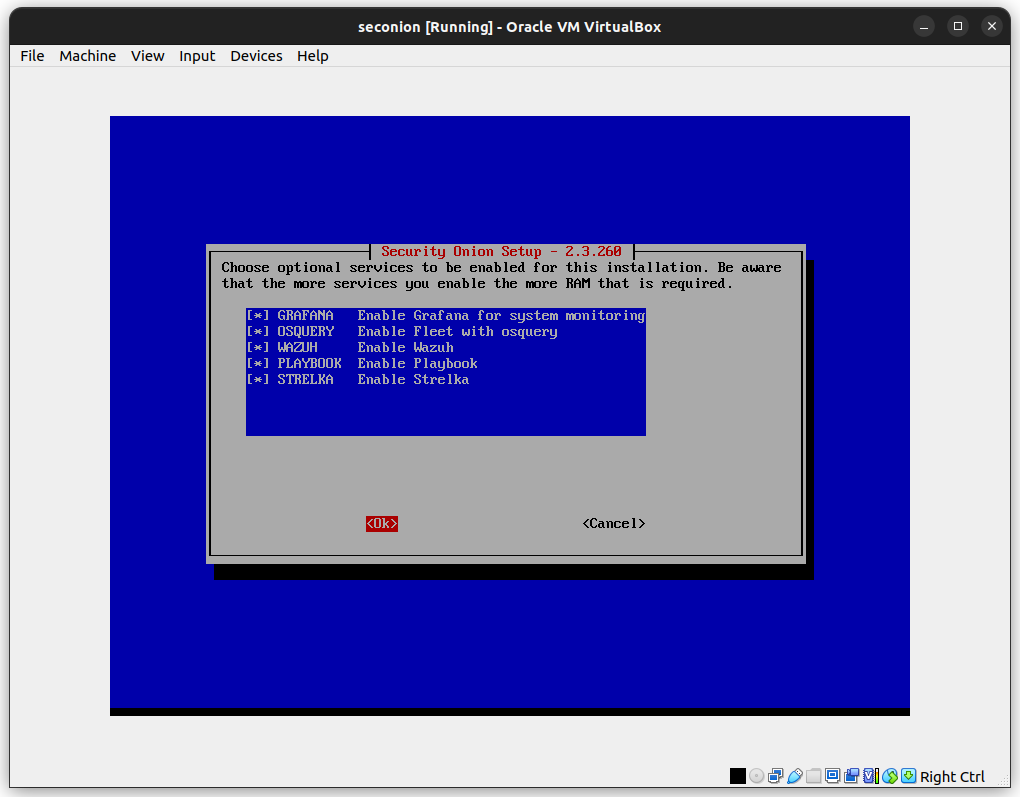 seconion [Running] - Oracle VM VirtualBox
File Machine View Input Devices Help
Security Onion Setup - 2.3.260
Choose optional services to be enabled for this installation. Be aware
that the more services you enable the more RAM that is required.
[*] GRAFANA Enable Grafana for system monitoring
[*] OSQUERY Enable Fleet with osquery
[*] WAZUH Enable Wazuh
[*] PLAYBOOK Enable Playbook
[*] STRELKA Enable Strelka
<Ok> <Cancel>
Right Ctrl